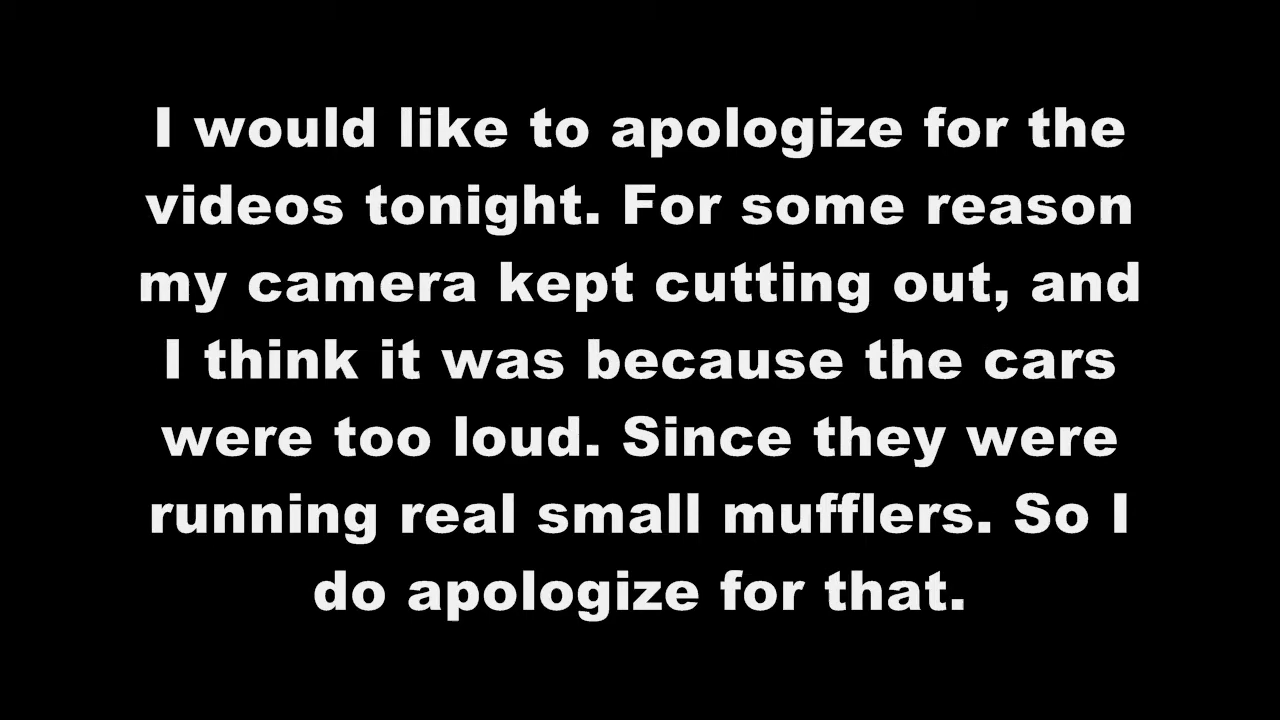 I would like to apologize for the
videos tonight. For some reason
my camera kept cutting out, and
I think it was because the cars
were too loud. Since they were
running real small mufflers. So I
do apologize for that.